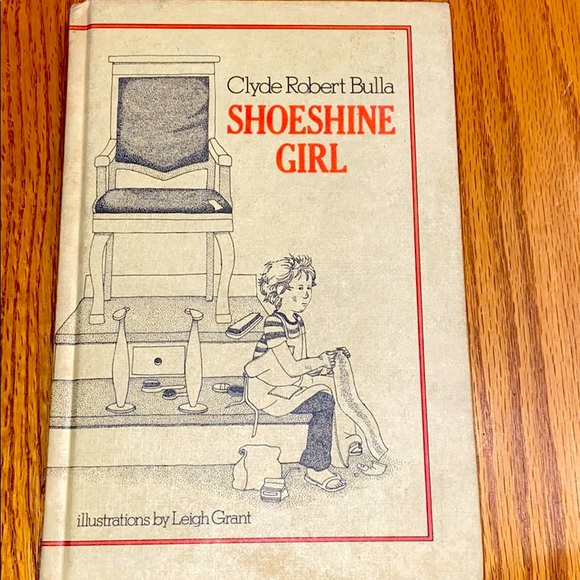 Clyde Robert Bulla
SHOESHINE
GIRL
illustrations by Leigh Grant